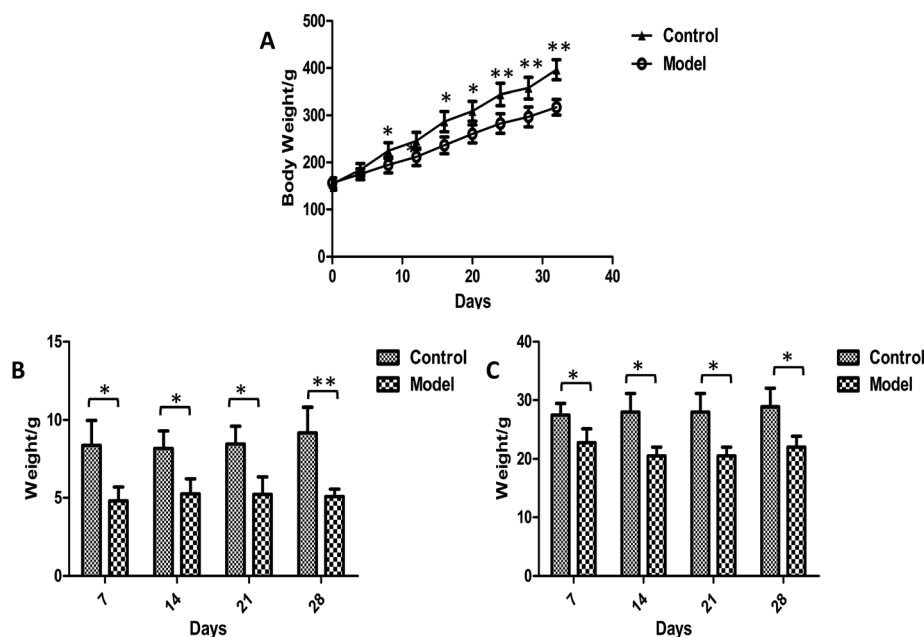 A
Body Weight/g
500
400
300
200
100
0
0 10 20 30 40
Days
Control
Model
* * * * ** ** **
B
Weight/g
15
10
5
0
* * * **
7 14 21 28
Days
Control
Model
C
Weight/g
40
30
20
10
0
* * * *
7 14 21 28
Days
Control
Model